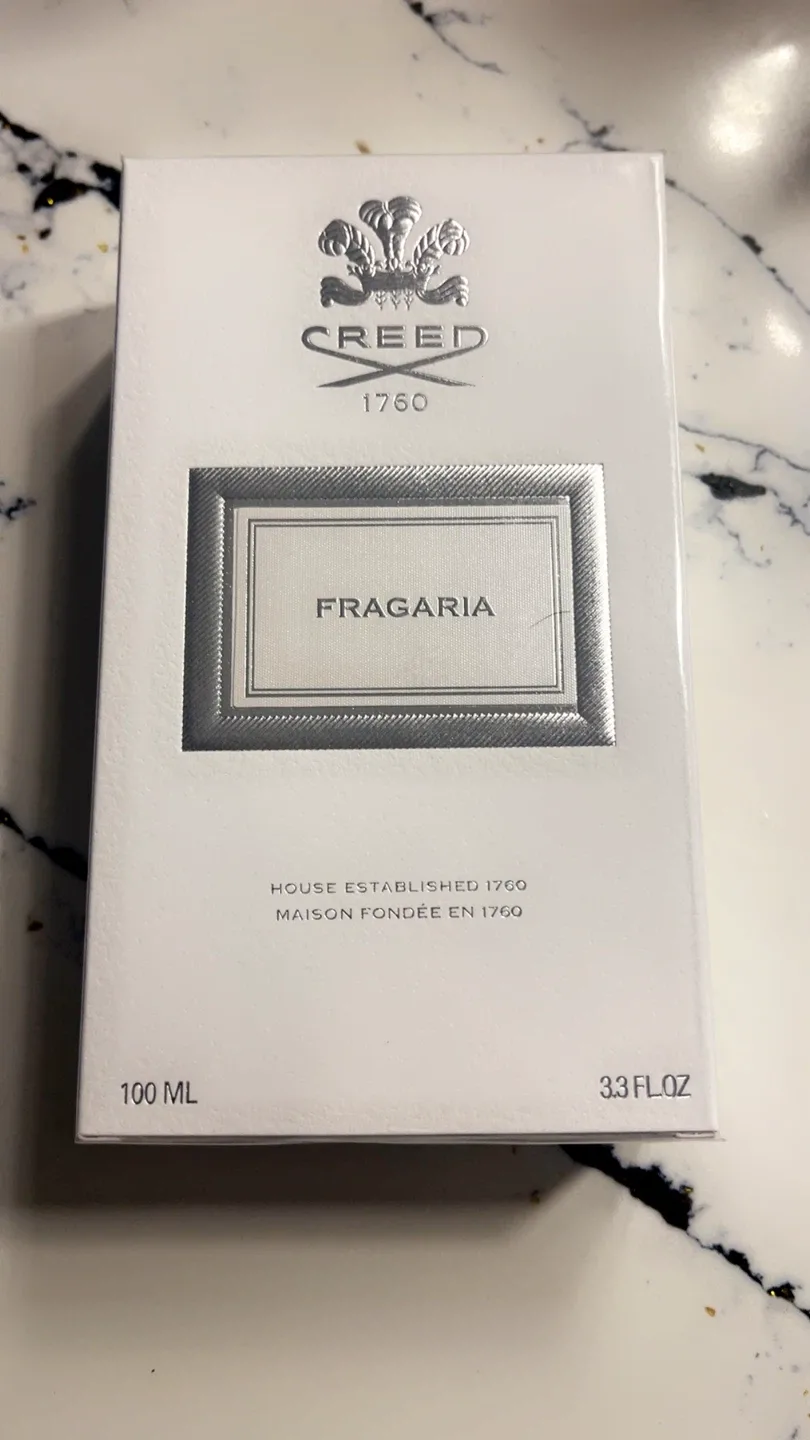 CREED
1760
FRAGARIA
HOUSE ESTABLISHED 1760
MAISON FONDÉE EN 1760
100 ML
3.3 FL.OZ